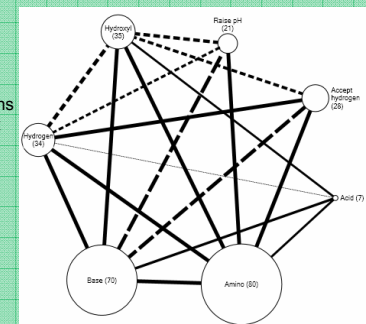 Hydroxyl
(35)
Raise pH
(21)
Accept
hydrogen
(28)
ns
Hydrogen
(34)
Acid (7)
Base (70)
Amino (80)